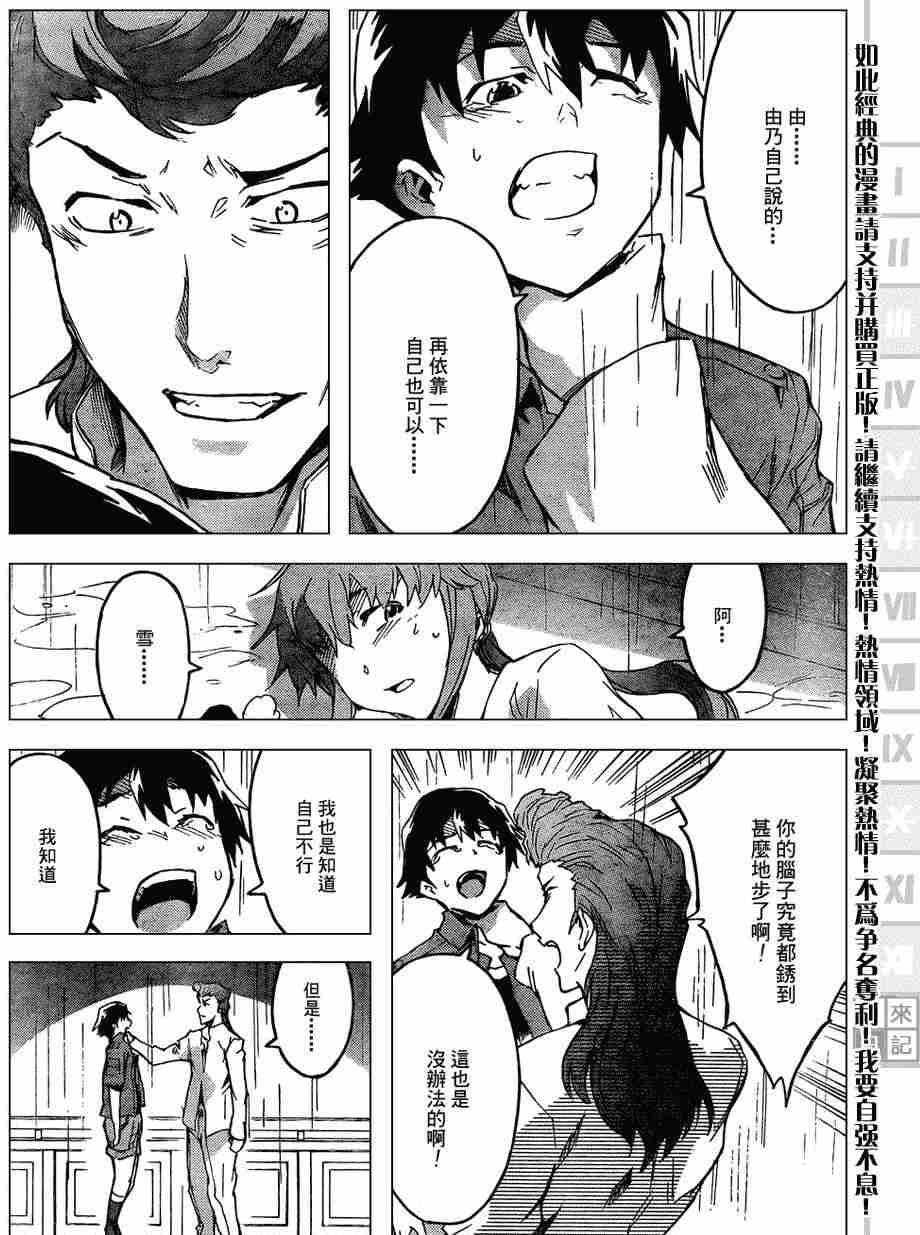 由……
由乃自己說的…
再依靠一下
自己也可以……
阿…
雪……
你的腦子究竟都銹到
甚麼地步了啊！
這也是
沒辦法的啊！
我也是知道
自己不行
我知道
但是……
如此經典的漫畫請支持并購買正版！請繼續支持熱情！熱情領域！凝聚熱情！不爲争名奪利！我要自强不息！
I
II
III
IV
V
VI
VII
VIII
IX
X
XI
XII
來
記